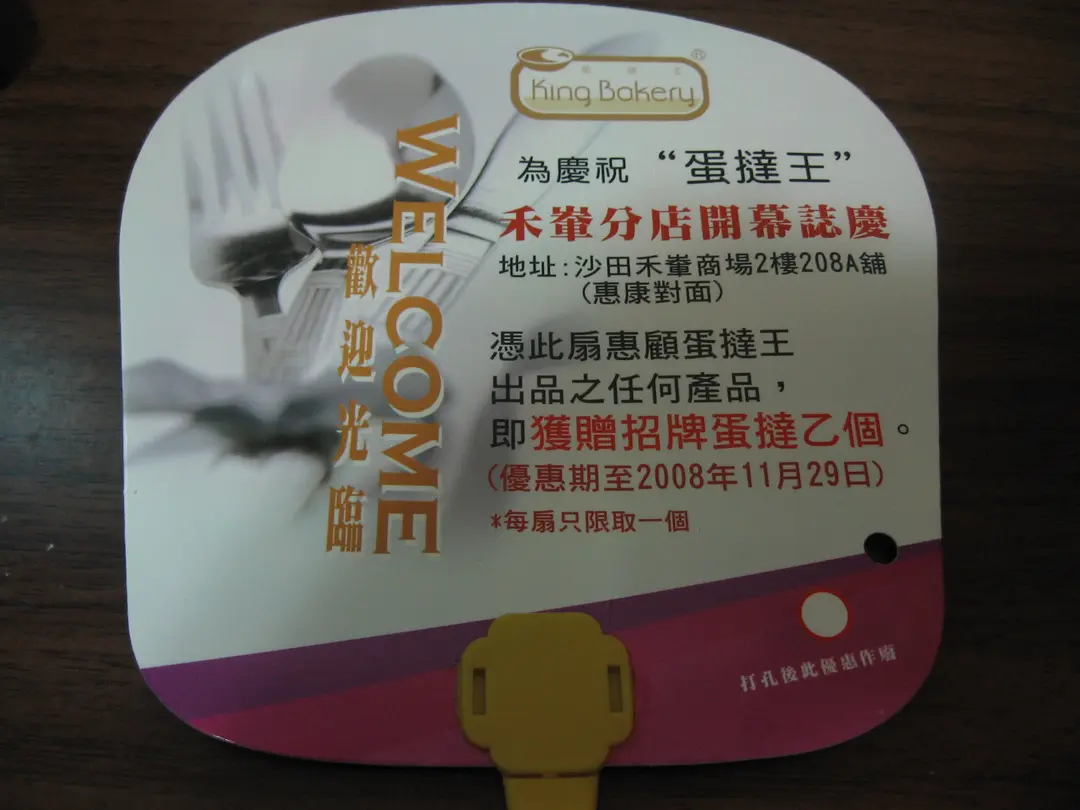 King Bakery®
為慶祝 “蛋撻王”
禾輋分店開幕誌慶
地址:沙田禾輋商場2樓208A舖
(惠康對面)
憑此扇惠顧蛋撻王
出品之任何產品，
即獲贈招牌蛋撻乙個。
(優惠期至2008年11月29日)
*每扇只限取一個
WELCOME
歡迎光臨
打孔後此優惠作廢